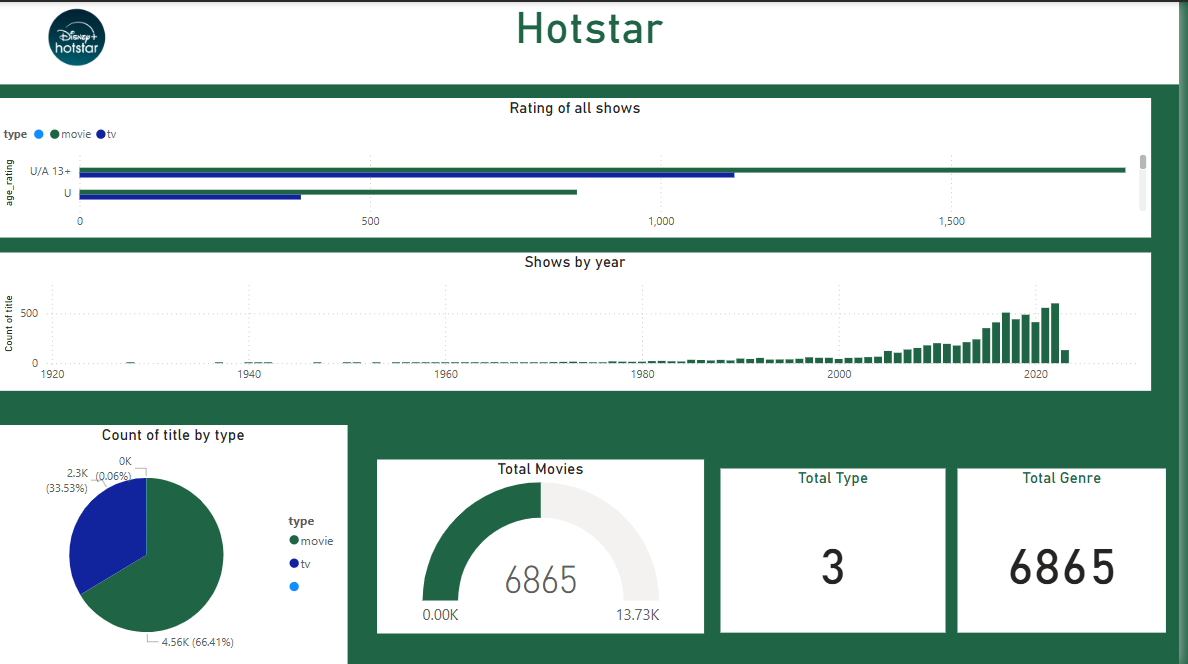 Disney+
hotstar
Hotstar
Rating of all shows
type movie tv
age_rating
U/A 13+
U
0 500 1,000 1,500
Shows by year
Count of title
500
0
1920 1940 1960 1980 2000 2020
Count of title by type
0K
(0.06%)
2.3K
(33.53%)
4.56K (66.41%)
type
movie
tv
Total Movies
6865
0.00K 13.73K
Total Type
3
Total Genre
6865